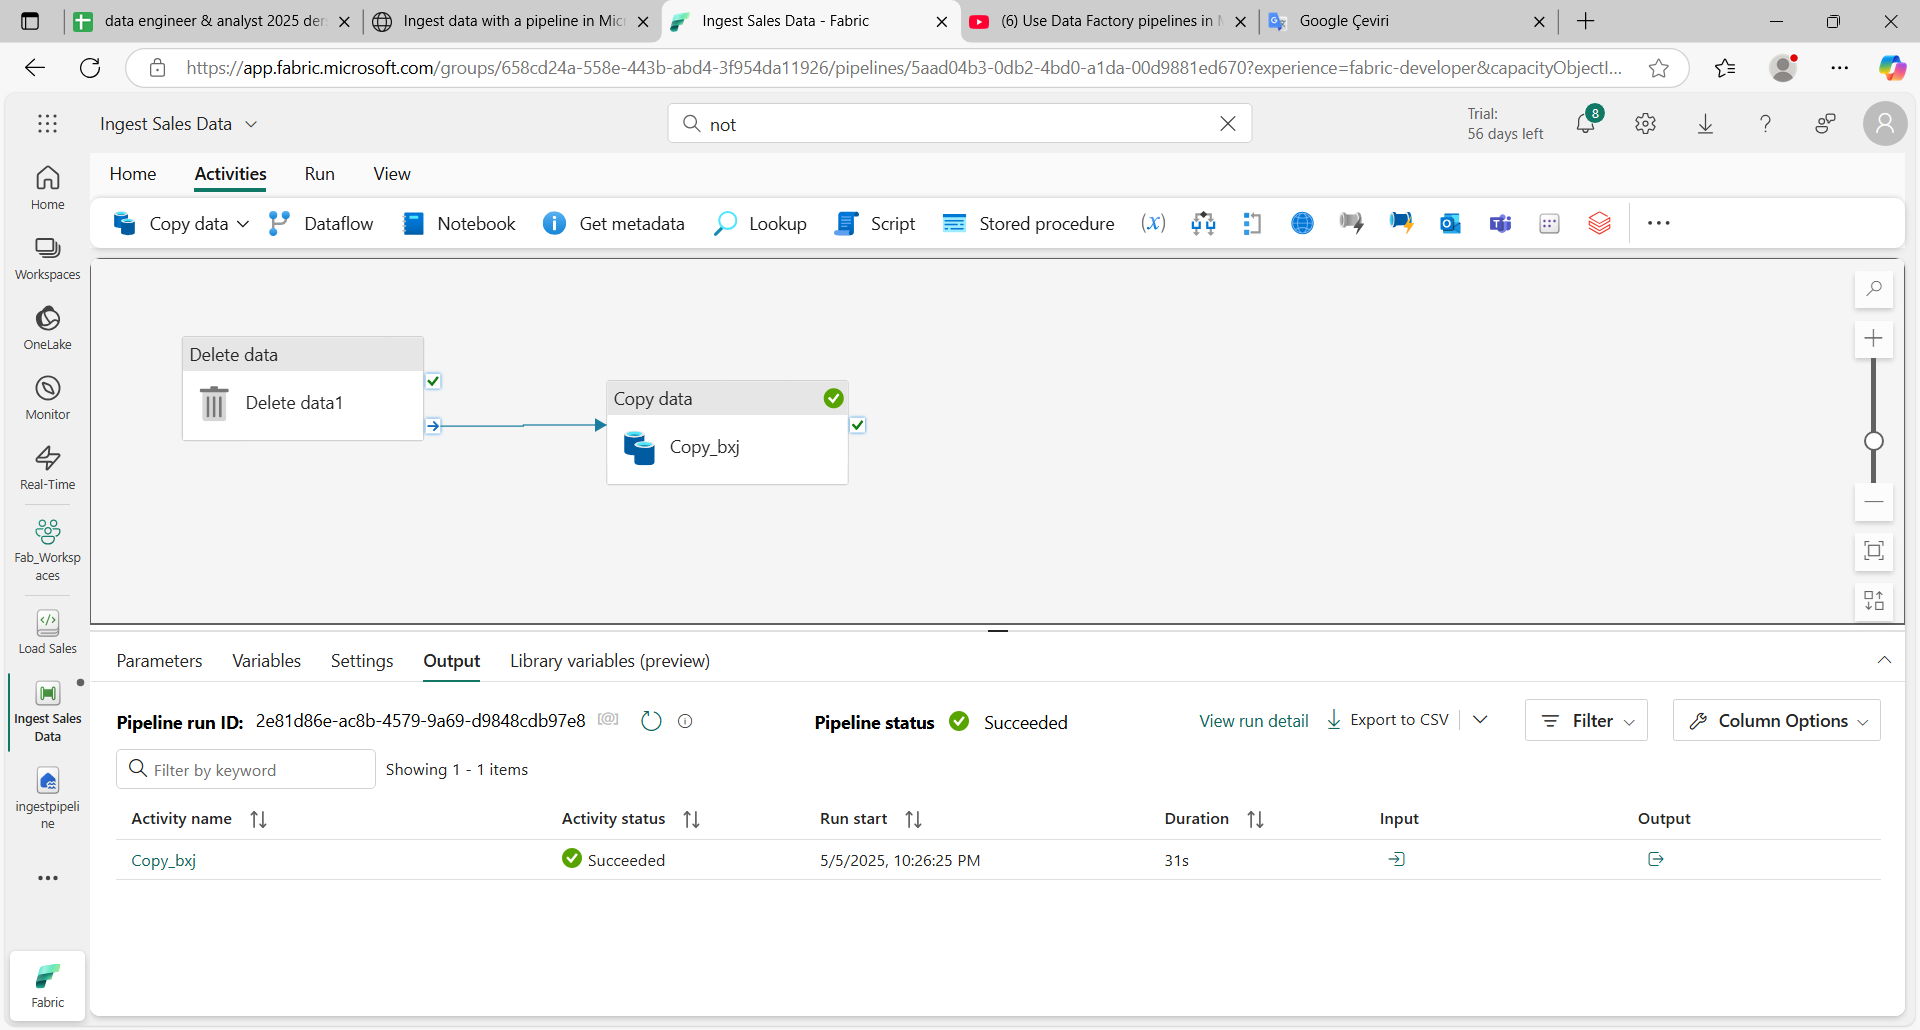 data engineer & analyst 2025 der
Ingest data with a pipeline in Micr
Ingest Sales Data - Fabric
(6) Use Data Factory pipelines in M
Google Çeviri
https://app.fabric.microsoft.com/groups/658cd24a-558e-443b-abd4-3f954da11926/pipelines/5aad04b3-0db2-4bd0-a1da-00d9881ed670?experience=fabric-developer&capacityObjectI...
Ingest Sales Data
not
Trial:
56 days left
8
Home
Activities
Run
View
Copy data
Dataflow
Notebook
Get metadata
Lookup
Script
Stored procedure
(x)
Home
Workspaces
OneLake
Monitor
Real-Time
Fab_Worksp
aces
Load Sales
Ingest Sales
Data
ingestpipeli
ne
Fabric
Delete data
Delete data1
Copy data
Copy_bxj
Parameters
Variables
Settings
Output
Library variables (preview)
Pipeline run ID: 2e81d86e-ac8b-4579-9a69-d9848cdb97e8
Pipeline status Succeeded
View run detail
Export to CSV
Filter
Column Options
Filter by keyword
Showing 1 - 1 items
Activity name Activity status Run start Duration Input Output
Copy_bxj Succeeded 5/5/2025, 10:26:25 PM 31s